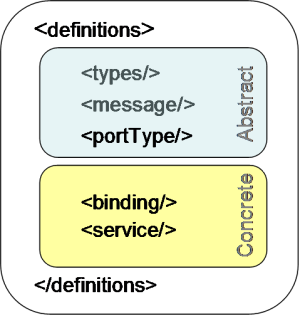 <definitions>
<types/>
<message/>
<portType/>
Abstract
<binding/>
<service/>
Concrete
</definitions>